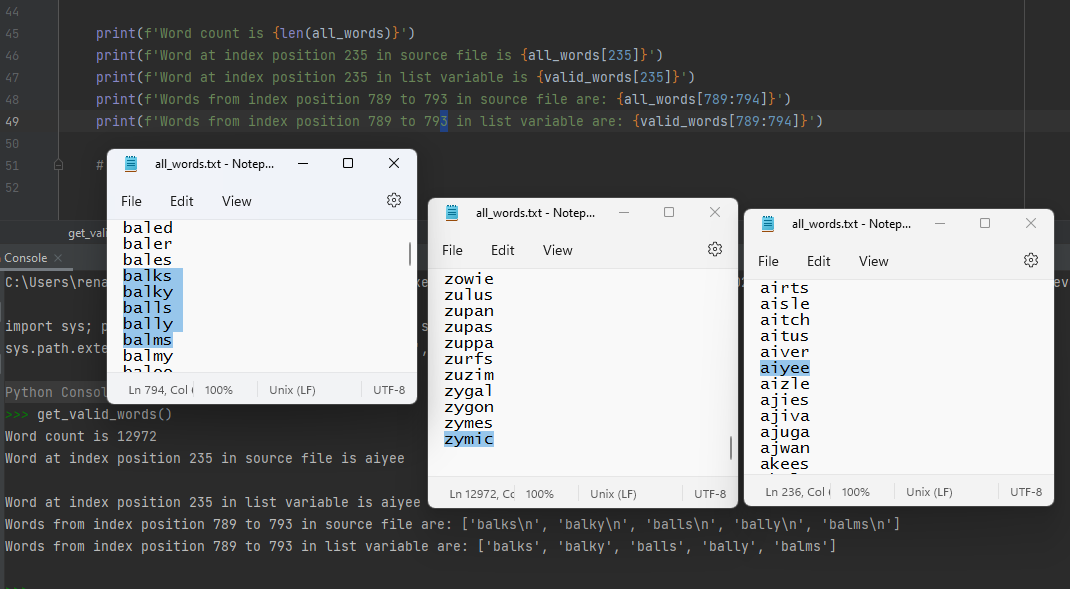 44
45 print(f'Word count is {len(all_words)}')
46 print(f'Word at index position 235 in source file is {all_words[235]}')
47 print(f'Word at index position 235 in list variable is {valid_words[235]}')
48 print(f'Words from index position 789 to 793 in source file are: {all_words[789:794]}')
49 print(f'Words from index position 789 to 793 in list variable are: {valid_words[789:794]}')
50
51 #
52
all_words.txt - Notep...
File Edit View
baled
baler
bales
balks
balky
balls
bally
balms
balmy
Ln 794, Col 100% Unix (LF) UTF-8
all_words.txt - Notep...
File Edit View
zowie
zulus
zupan
zupas
zuppa
zurfs
zuzim
zygal
zygon
zymes
zymic
Ln 12972, Cc 100% Unix (LF) UTF-8
all_words.txt - Notep...
File Edit View
airts
aisle
aitch
aitus
aiver
aiyee
aizle
ajies
ajiva
ajuga
ajwan
akees
Ln 236, Col 100% Unix (LF) UTF-8
get_vali
Console
C:\Users\rena
import sys; p
sys.path.exte
Python Consol
>>> get_valid_words()
Word count is 12972
Word at index position 235 in source file is aiyee
Word at index position 235 in list variable is aiyee
Words from index position 789 to 793 in source file are: ['balks\n', 'balky\n', 'balls\n', 'bally\n', 'balms\n']
Words from index position 789 to 793 in list variable are: ['balks', 'balky', 'balls', 'bally', 'balms']
>>>